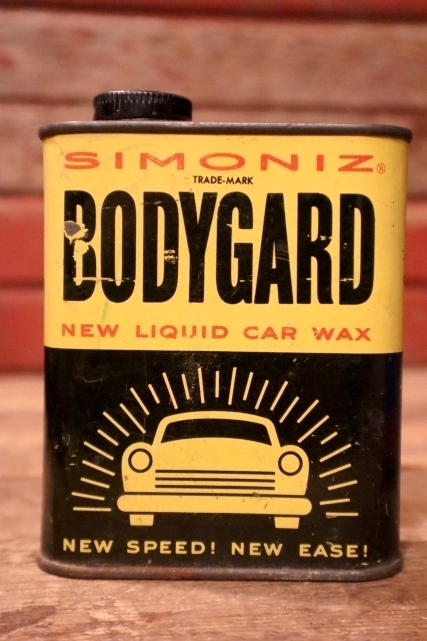 SIMONIZ®
TRADE-MARK
BODYGARD
NEW LIQUID CAR WAX
NEW SPEED! NEW EASE!